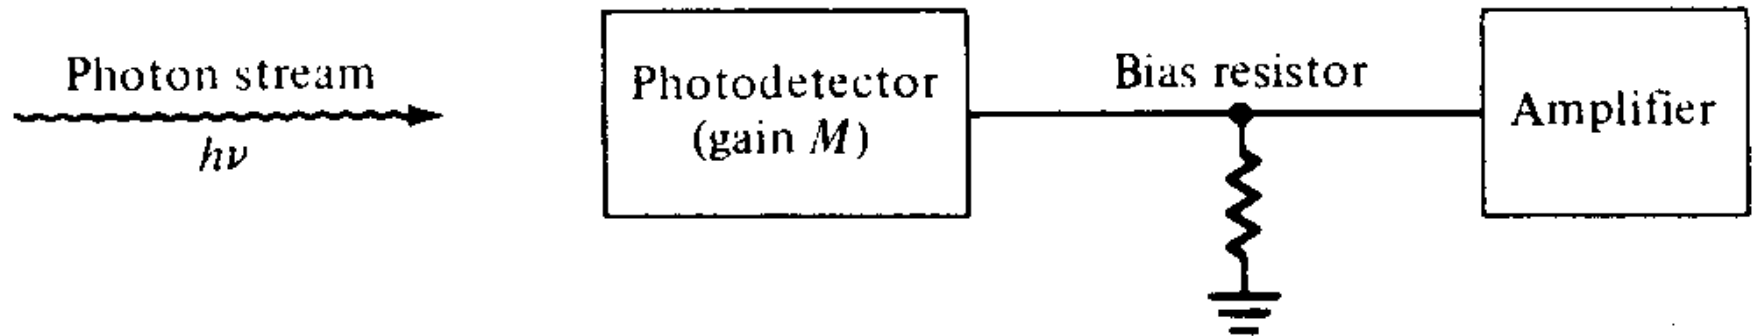 Photon stream
hν
Photodetector
(gain M)
Bias resistor
Amplifier